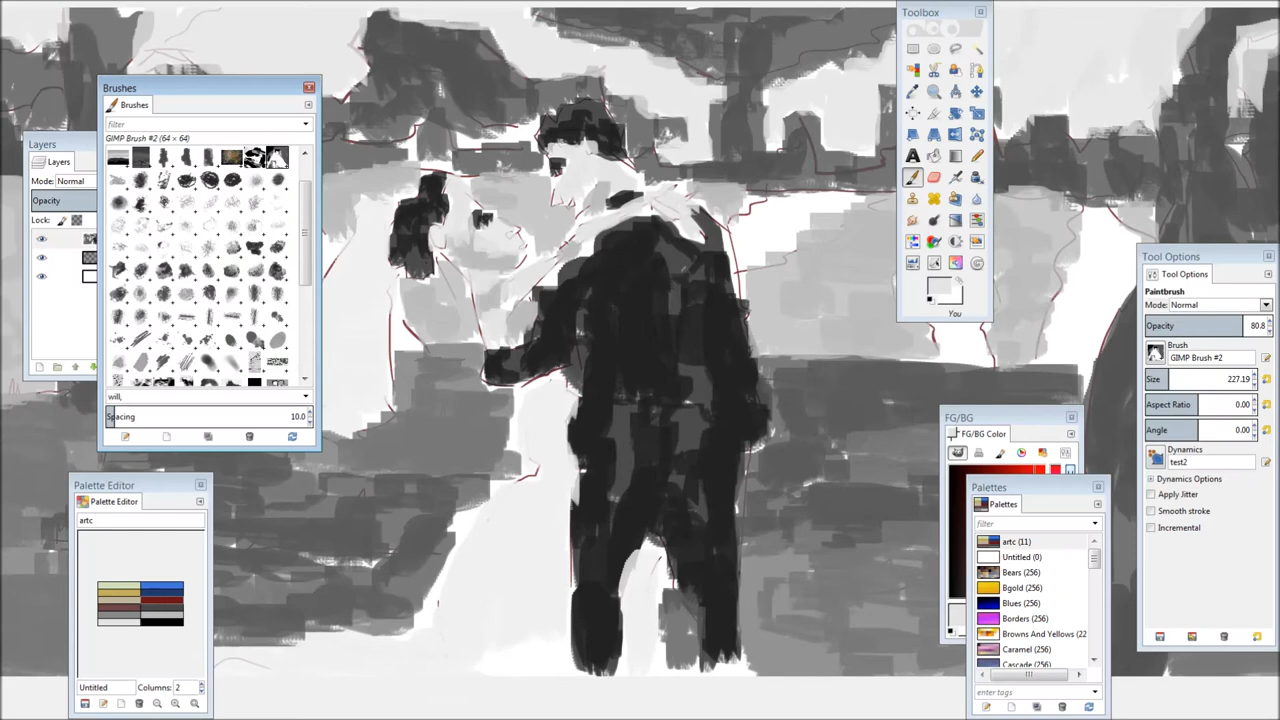 Toolbox
You
Brushes
Brushes
filter
GIMP Brush #2 (64 × 64)
will,
Spacing 10.0
Layers
Layers
Mode: Normal
Opacity
Lock:
Palette Editor
Palette Editor
artc
Untitled Columns: 2
FG/BG
FG/BG Color
Palettes
Palettes
filter
artc (11)
Untitled (0)
Bears (256)
Bgold (256)
Blues (256)
Borders (256)
Browns And Yellows (22
Caramel (256)
Cascade (256)
enter tags
Tool Options
Tool Options
Paintbrush
Mode: Normal
Opacity 80.8
Brush
GIMP Brush #2
Size 227.19
Aspect Ratio 0.00
Angle 0.00
Dynamics
test2
Dynamics Options
Apply Jitter
Smooth stroke
Incremental